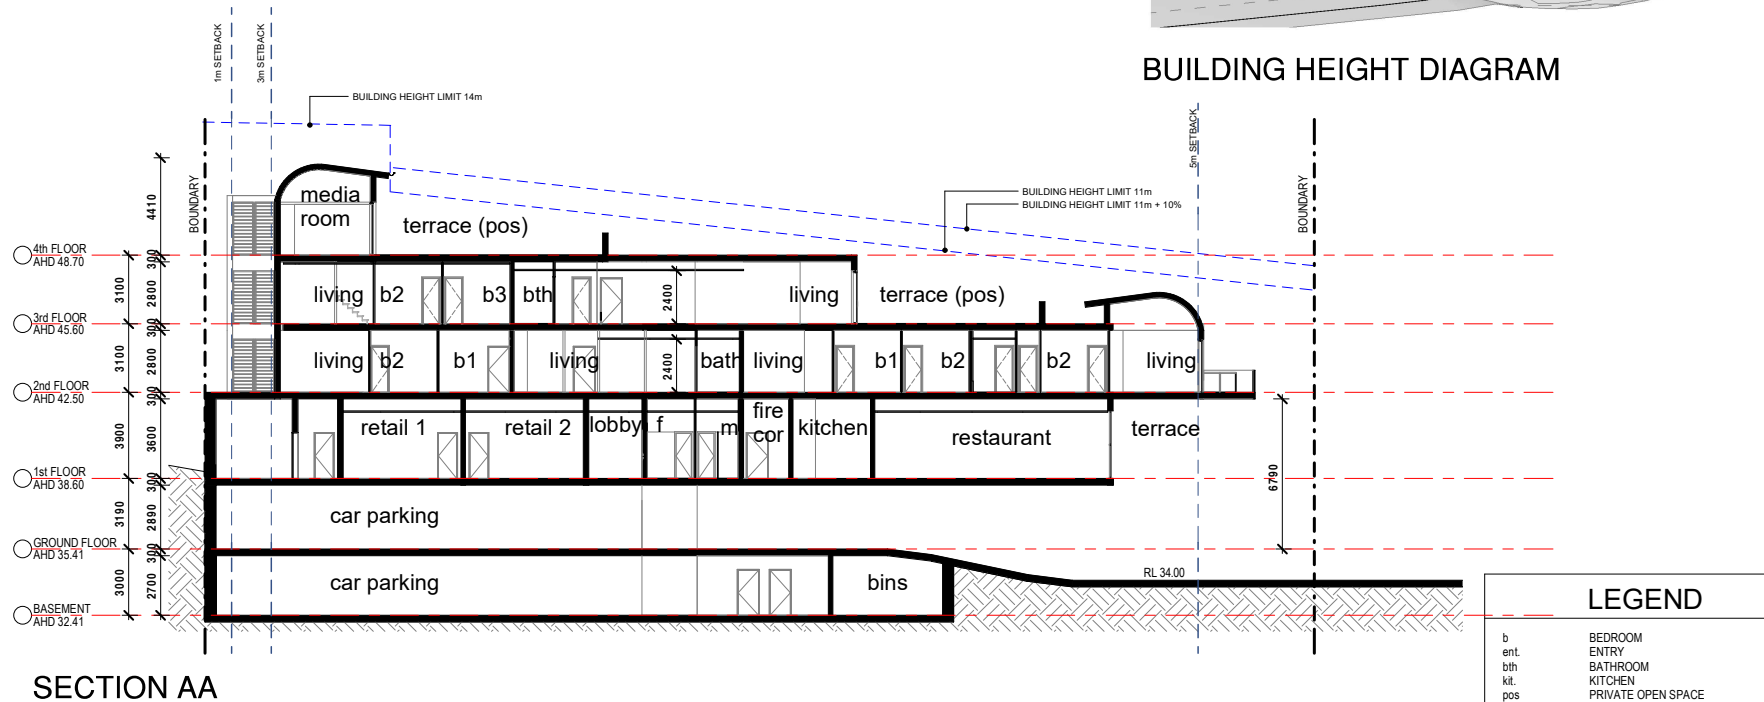 BUILDING HEIGHT DIAGRAM
1m SETBACK
3m SETBACK
BUILDING HEIGHT LIMIT 14m
5m SETBACK
BOUNDARY
BOUNDARY
BUILDING HEIGHT LIMIT 11m
BUILDING HEIGHT LIMIT 11m + 10%
media
room
terrace (pos)
4410
4th FLOOR
AHD 48.70
300
3100
2800
living
b2
b3
bth
2400
living
terrace (pos)
3rd FLOOR
AHD 45.60
300
3100
2800
living
b2
b1
living
2400
bath
living
b1
b2
b2
living
2nd FLOOR
AHD 42.50
300
3900
3600
retail 1
retail 2
lobby
f
m
fire
cor
kitchen
restaurant
terrace
1st FLOOR
AHD 38.60
300
3190
2890
car parking
6790
GROUND FLOOR
AHD 35.41
300
3000
2700
car parking
bins
RL 34.00
BASEMENT
AHD 32.41
SECTION AA
LEGEND
b BEDROOM
ent. ENTRY
bth BATHROOM
kit. KITCHEN
pos PRIVATE OPEN SPACE